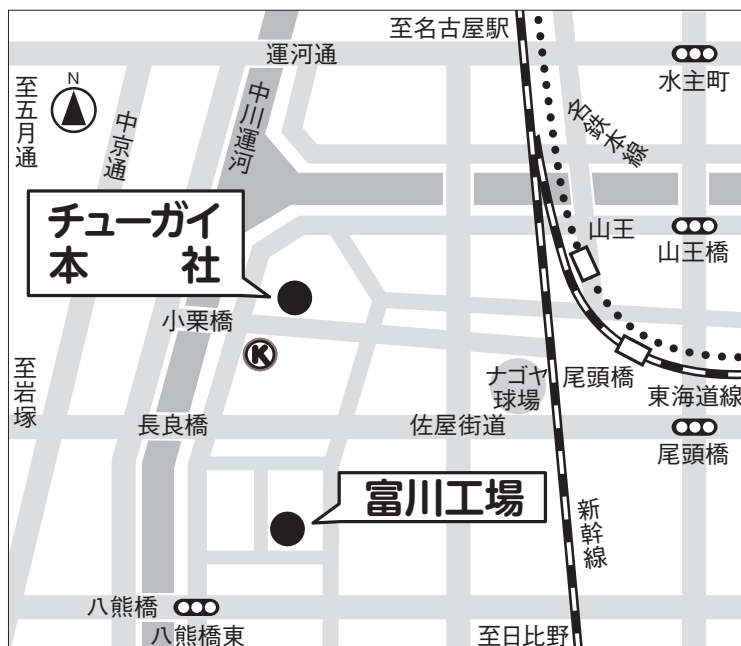 至名古屋駅
運河通
水主町
N
至五月通
中京通
中川運河
名鉄本線
チューガイ
本　社
山王
山王橋
小栗橋
K
至岩塚
ナゴヤ
球場
尾頭橋
東海道線
長良橋
佐屋街道
尾頭橋
富川工場
新幹線
八熊橋
八熊橋東
至日比野